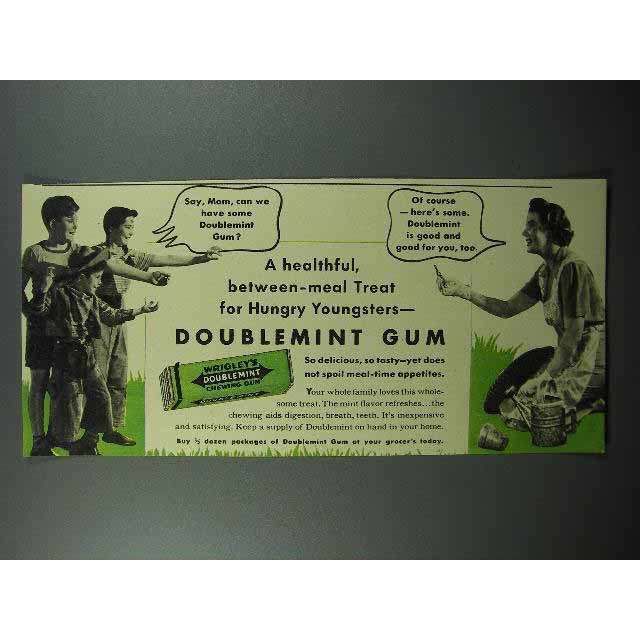 Say, Mom, can we
have some
Doublemint
Gum?
Of course
—here's some.
Doublemint
is good and
good for you, too
A healthful,
between-meal Treat
for Hungry Youngsters—
DOUBLEMINT GUM
WRIGLEY'S
DOUBLEMINT
CHEWING GUM
So delicious, so tasty—yet does
not spoil meal-time appetites.
Your whole family loves this whole-
some treat. The mint flavor refreshes...the
chewing aids digestion, breath, teeth. It's inexpensive
and satisfying. Keep a supply of Doublemint on hand in your home.
Buy ½ dozen packages of Doublemint Gum at your grocer's today.